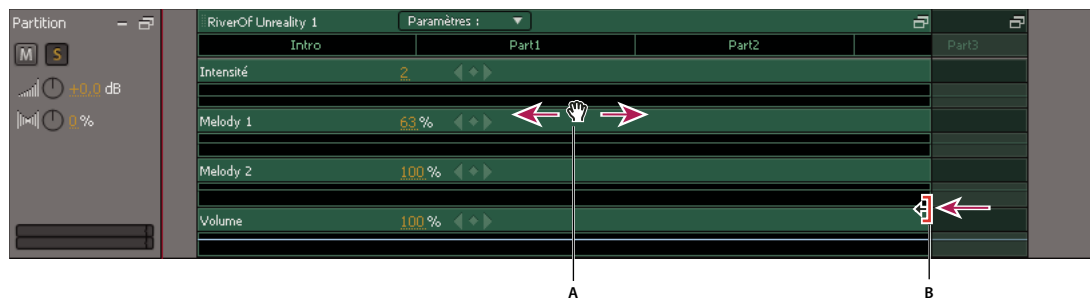 Partition
RiverOf Unreality 1 Paramètres :
Intro Part1 Part2 Part3
M S
Intensité 2
+0,0 dB
0 %
Melody 1 63 %
Melody 2 100 %
Volume 100 %
A B